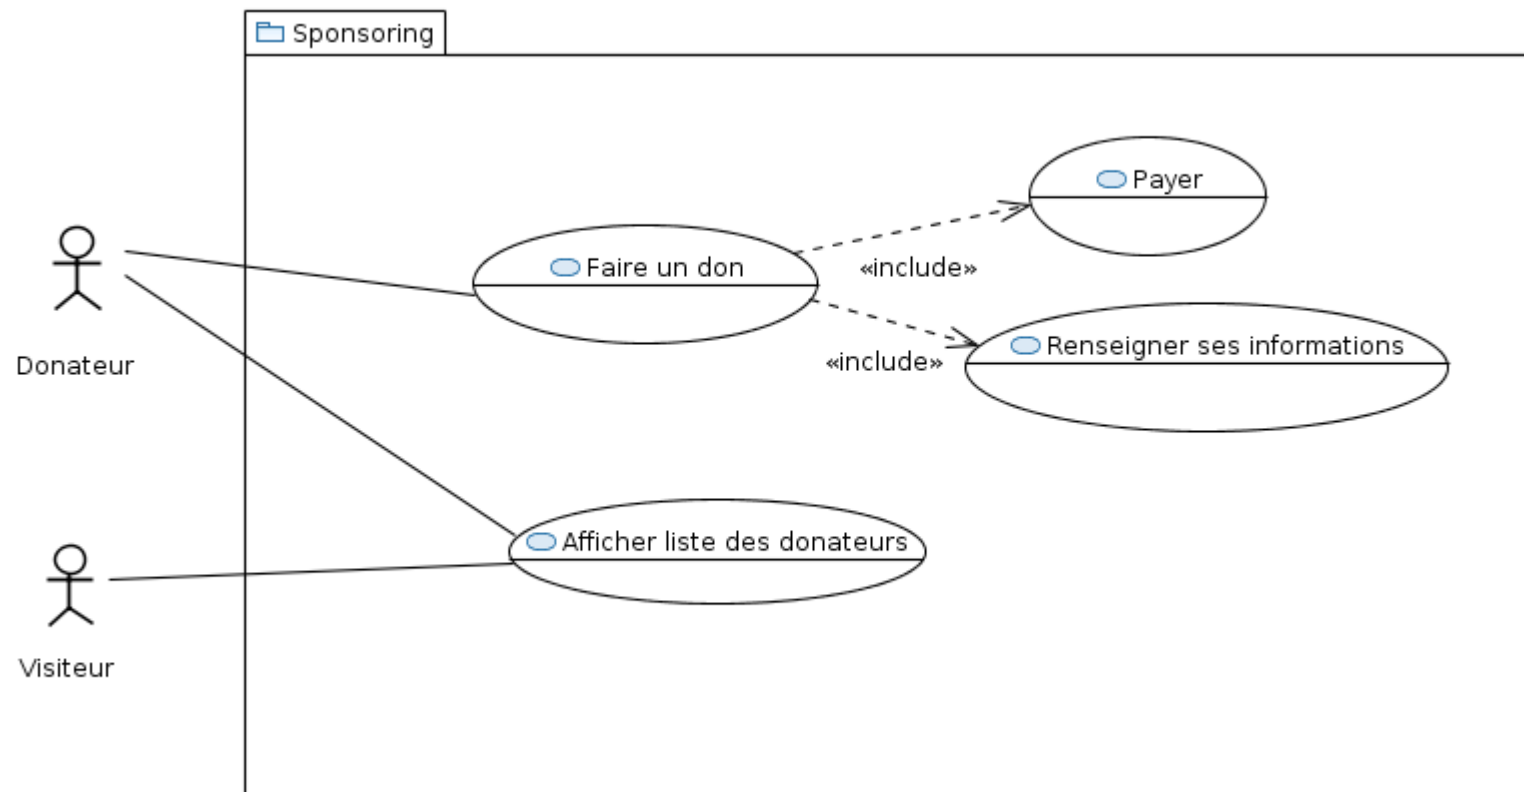 Sponsoring
Payer
Faire un don
«include»
Renseigner ses informations
«include»
Donateur
Afficher liste des donateurs
Visiteur